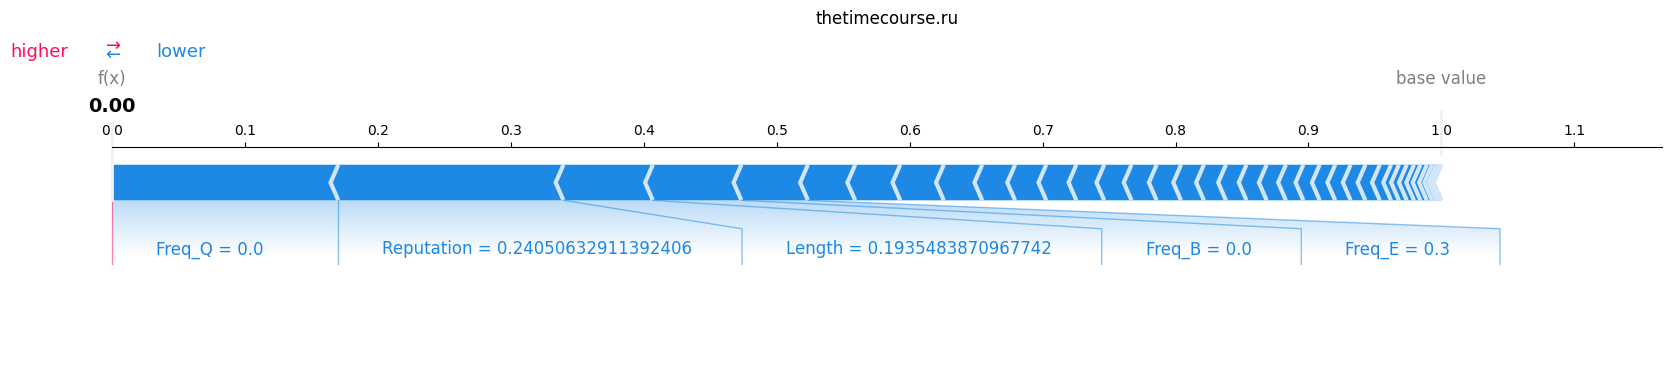 thetimecourse.ru
higher ⇄ lower
f(x) base value
0.00
0.0 0.1 0.2 0.3 0.4 0.5 0.6 0.7 0.8 0.9 1.0 1.1
Freq_Q = 0.0 Reputation = 0.24050632911392406 Length = 0.1935483870967742 Freq_B = 0.0 Freq_E = 0.3